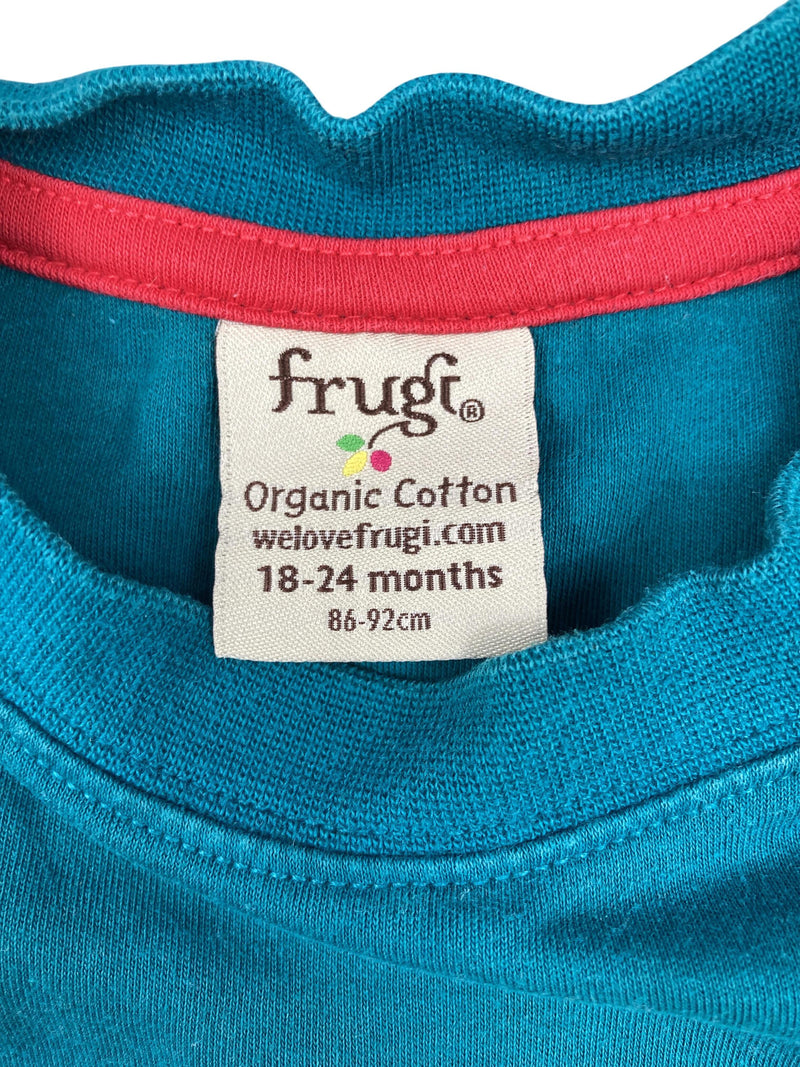 frugi®
Organic Cotton
welovefrugi.com
18-24 months
86-92cm